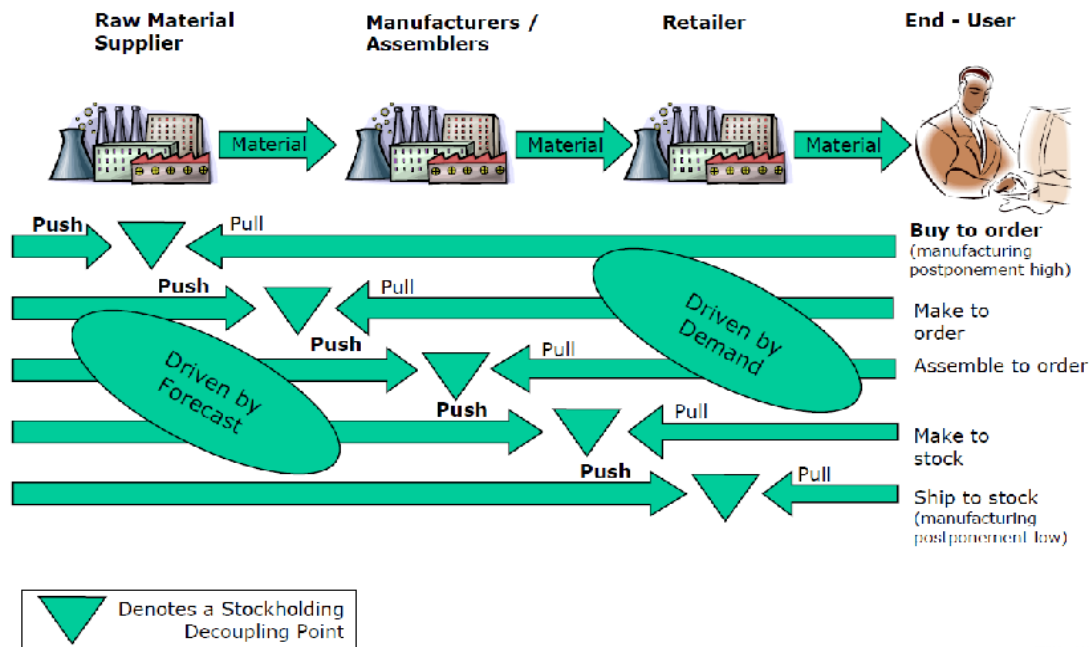 Raw Material
Supplier
Manufacturers /
Assemblers
Retailer
End - User
Material
Material
Material
Push
Pull
Buy to order
(manufacturing
postponement high)
Push
Pull
Make to
order
Driven by
Demand
Push
Pull
Assemble to order
Driven by
Forecast
Push
Pull
Make to
stock
Push
Pull
Ship to stock
(manufacturing
postponement low)
Denotes a Stockholding
Decoupling Point